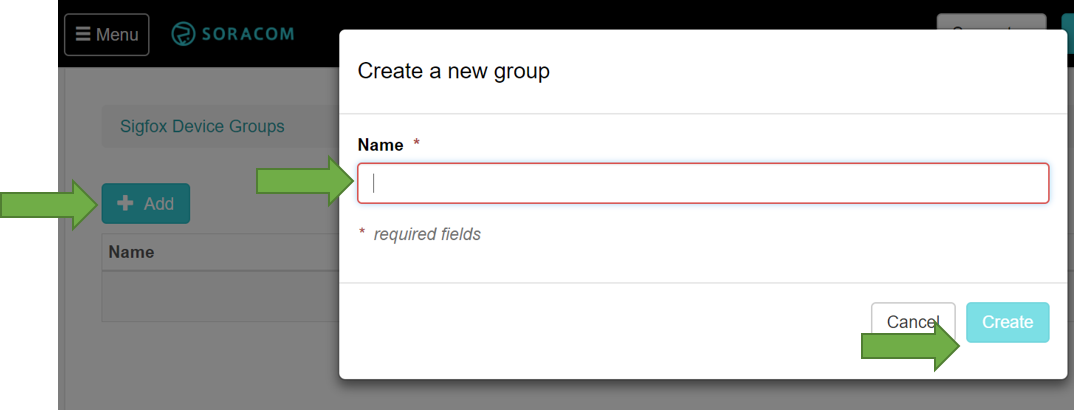 Menu
SORACOM
Create a new group
Sigfox Device Groups
Name *
Add
* required fields
Name
Cancel
Create